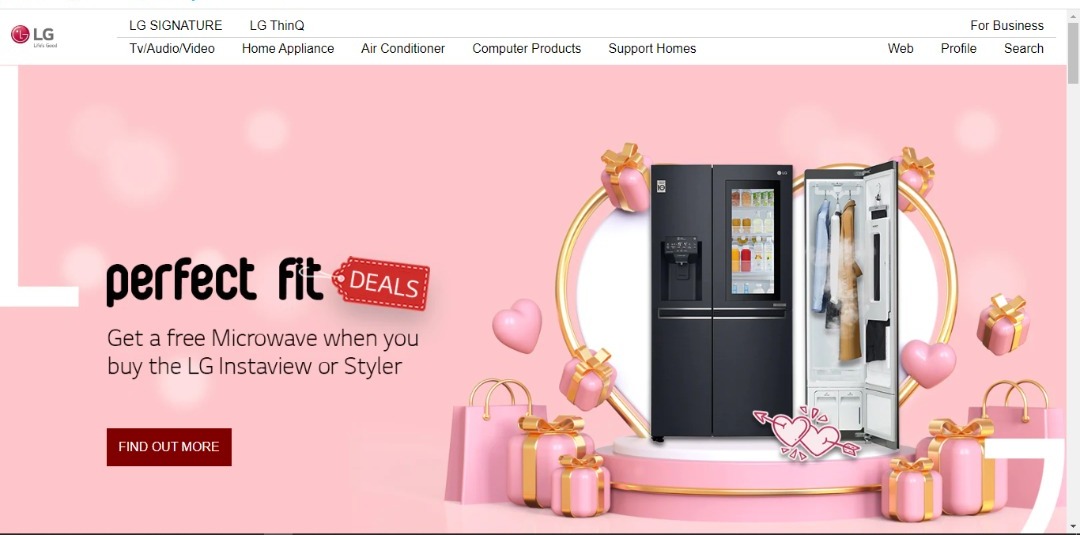 LG SIGNATURE LG ThinQ For Business
LG
Life's Good
Tv/Audio/Video Home Appliance Air Conditioner Computer Products Support Homes Web Profile Search
perfect fit DEALS
Get a free Microwave when you
buy the LG Instaview or Styler
FIND OUT MORE
LG